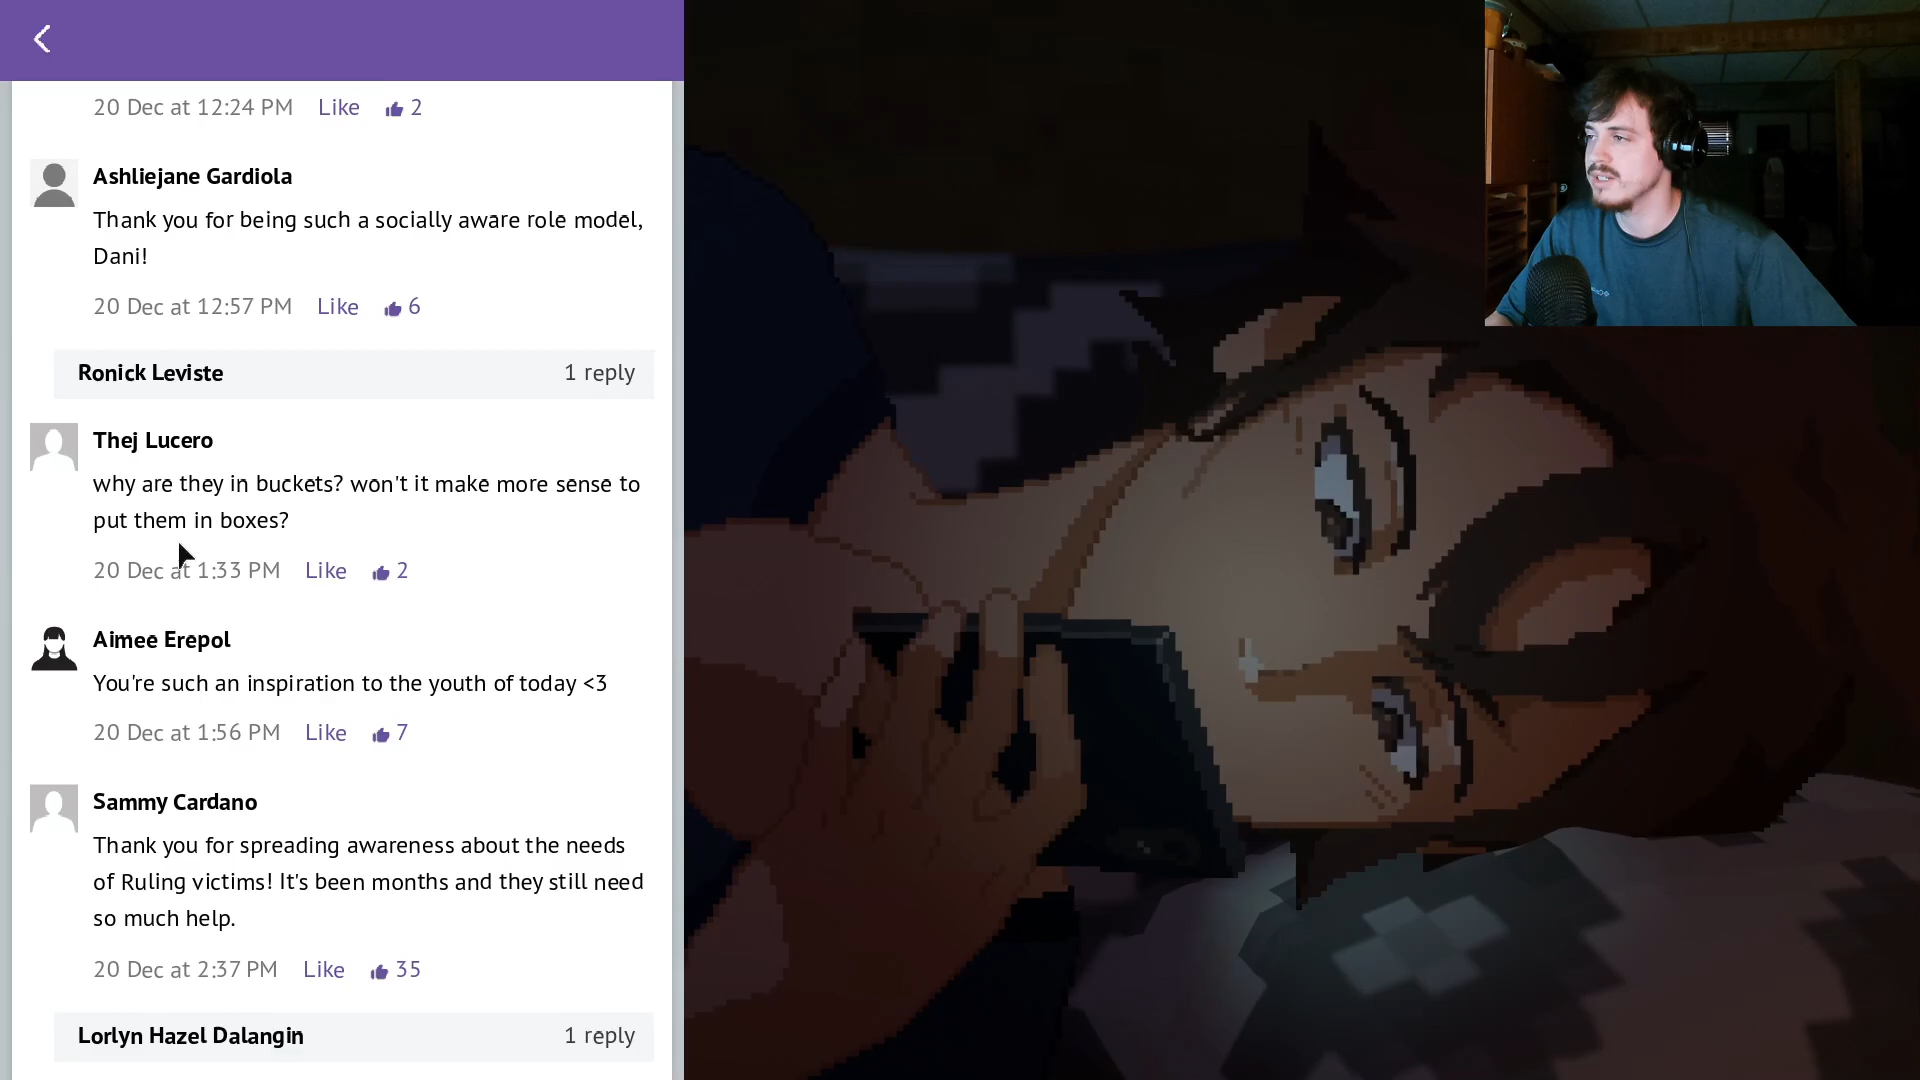 20 Dec at 12:24 PM Like 2
Ashliejane Gardiola
Thank you for being such a socially aware role model,
Dani!
20 Dec at 12:57 PM Like 6
Ronick Leviste 1 reply
Thej Lucero
why are they in buckets? won't it make more sense to
put them in boxes?
20 Dec at 1:33 PM Like 2
Aimee Erepol
You're such an inspiration to the youth of today <3
20 Dec at 1:56 PM Like 7
Sammy Cardano
Thank you for spreading awareness about the needs
of Ruling victims! It's been months and they still need
so much help.
20 Dec at 2:37 PM Like 35
Lorlyn Hazel Dalangin 1 reply